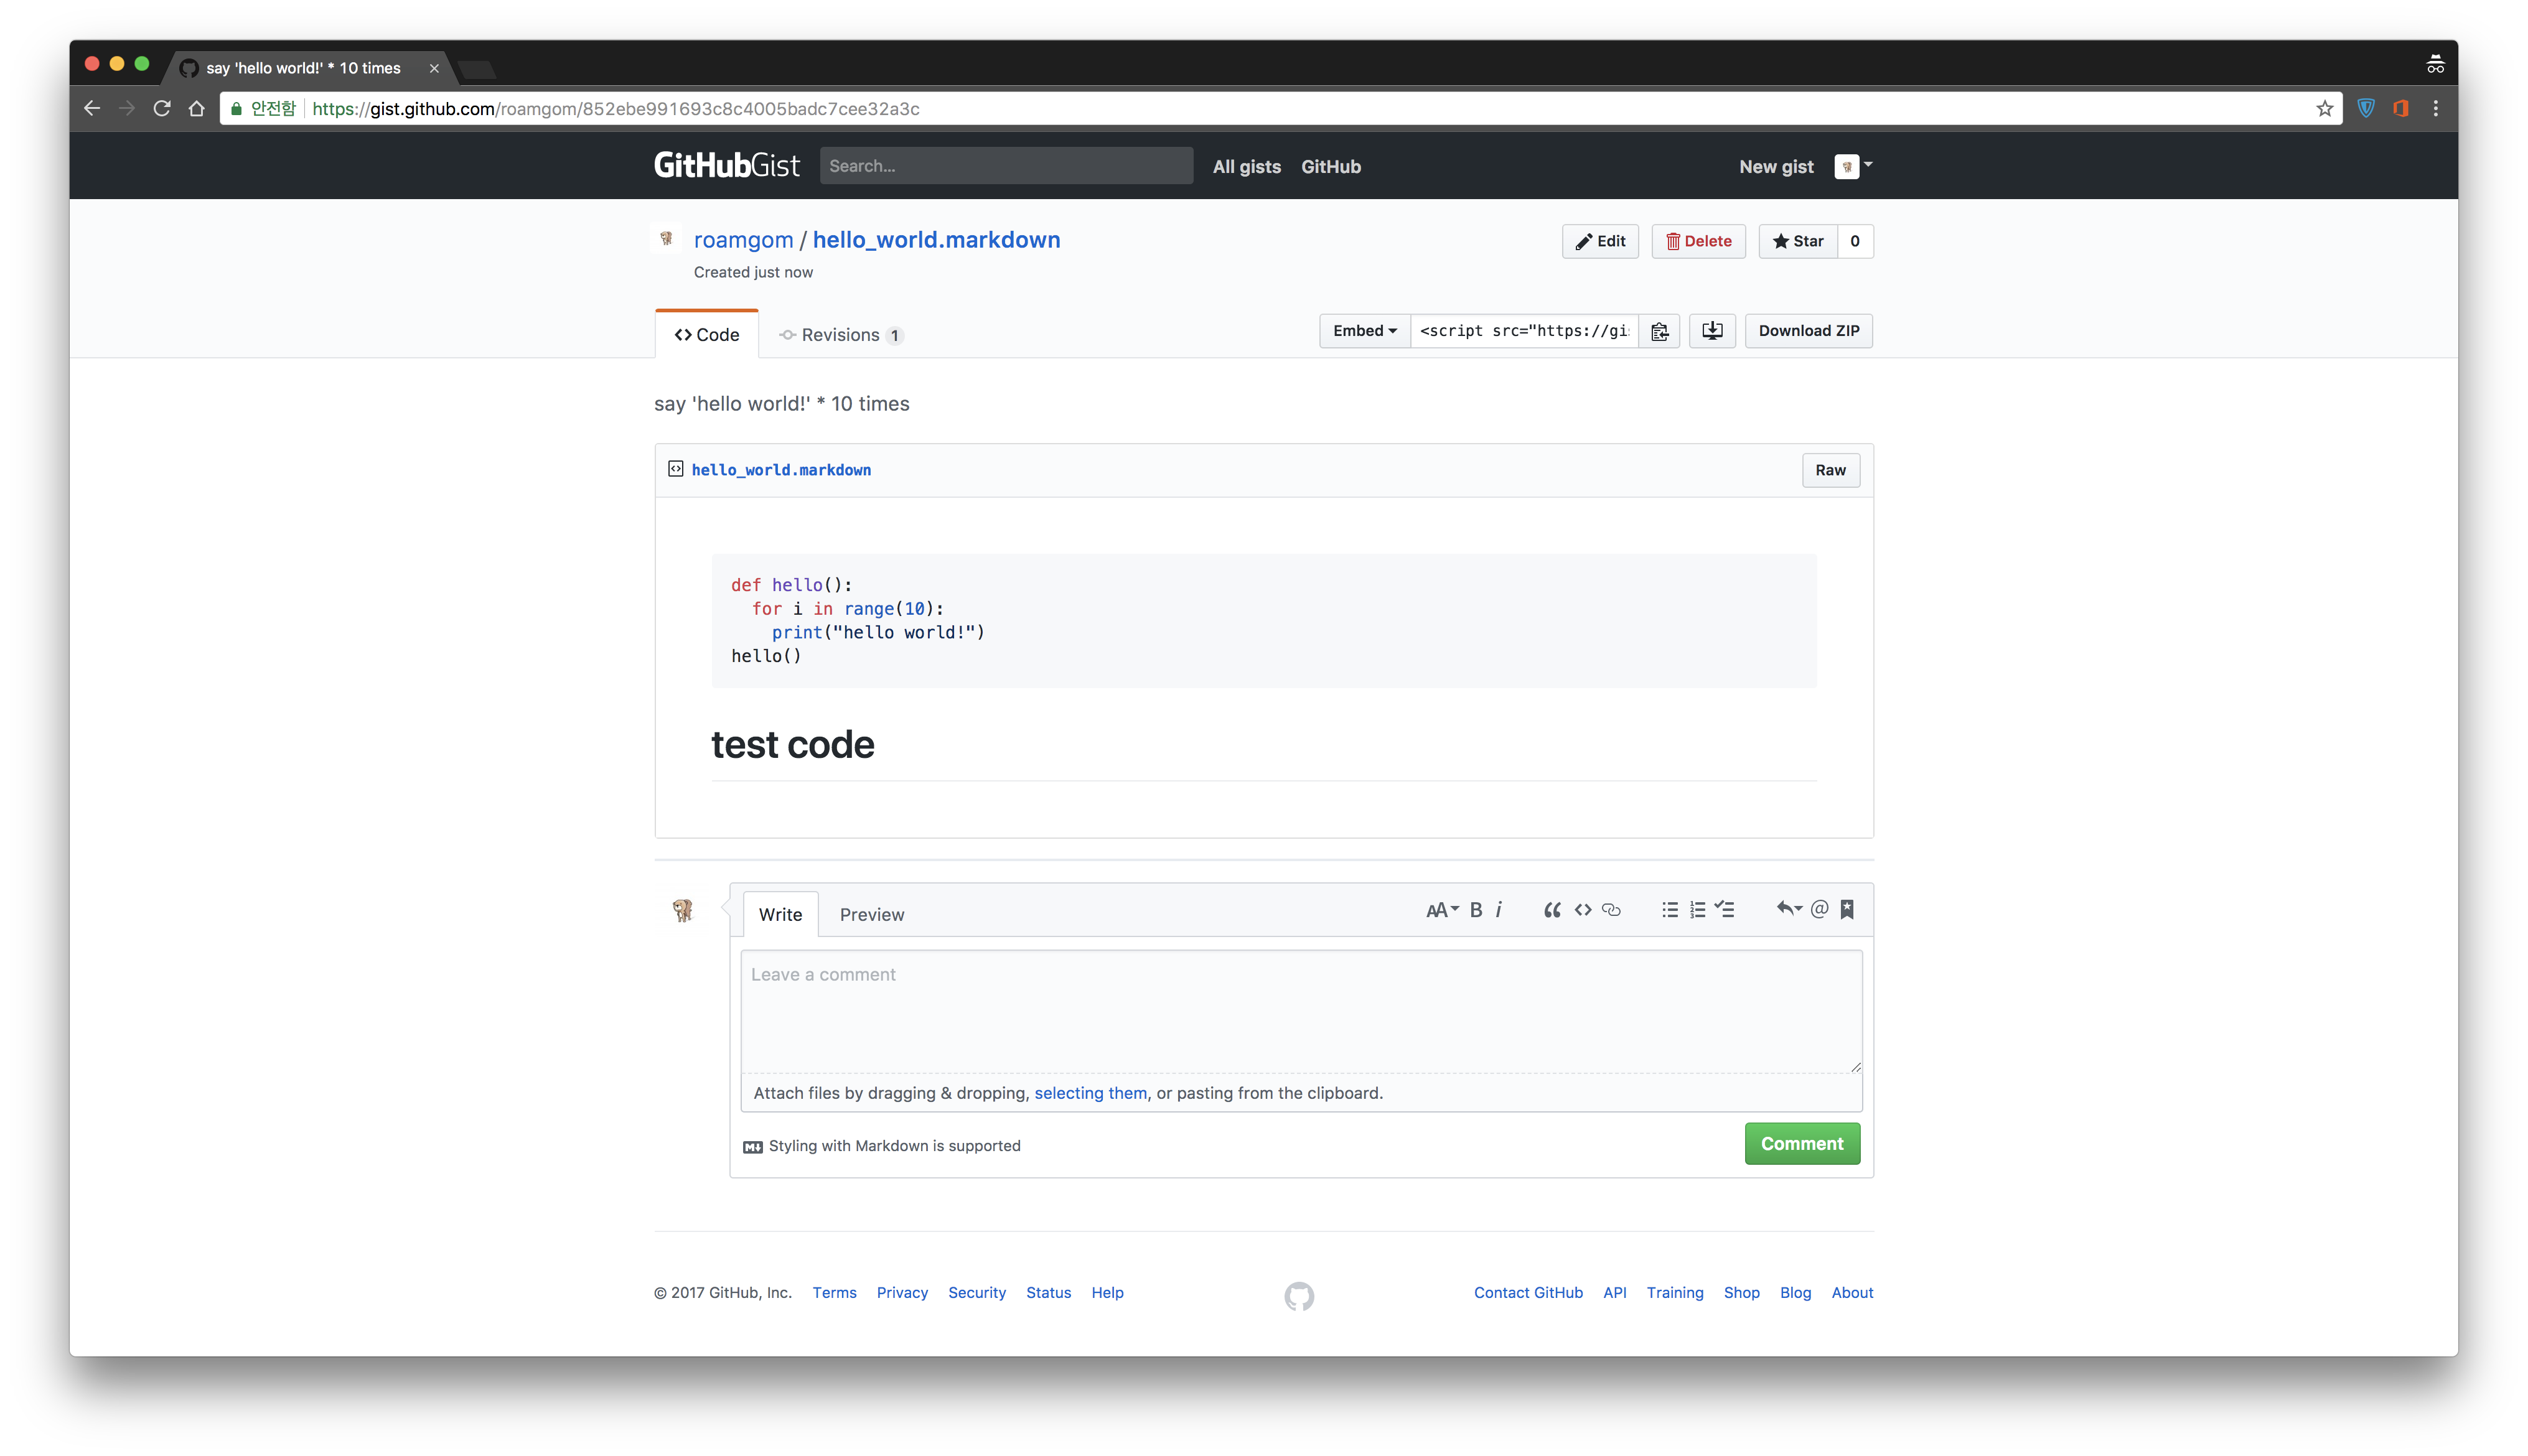 say 'hello world!' * 10 times
안전함 https://gist.github.com/roamgom/852ebe991693c8c4005badc7cee32a3c
GitHubGist Search... All gists GitHub New gist
roamgom / hello_world.markdown Edit Delete Star 0
Created just now
Code Revisions 1 Embed <script src="https://gi Download ZIP
say 'hello world!' * 10 times
hello_world.markdown Raw
def hello():
for i in range(10):
print("hello world!")
hello()
test code
Write Preview AA B i
Leave a comment
Attach files by dragging & dropping, selecting them, or pasting from the clipboard.
Styling with Markdown is supported Comment
© 2017 GitHub, Inc. Terms Privacy Security Status Help Contact GitHub API Training Shop Blog About